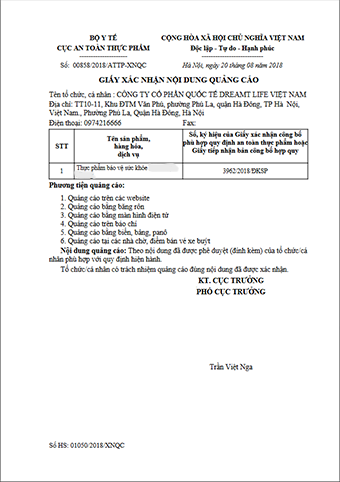 BỘ Y TẾ
CỤC AN TOÀN THỰC PHẨM
CỘNG HÒA XÃ HỘI CHỦ NGHĨA VIỆT NAM
Độc lập - Tự do - Hạnh phúc
Số: 00858/2018/ATTP-XNQC
Hà Nội, ngày 20 tháng 08 năm 2018
GIẤY XÁC NHẬN NỘI DUNG QUẢNG CÁO
Tên tổ chức, cá nhân : CÔNG TY CỔ PHẦN QUỐC TẾ DREAMT LIFE VIỆT NAM
Địa chỉ: TT10-11, Khu ĐTM Văn Phú, phường Phú La, quận Hà Đông, TP Hà Nội,
Việt Nam., Phường Phú La, Quận Hà Đông, Hà Nội
Điện thoại: 0974216666 Fax:
STT
Tên sản phẩm,
hàng hóa,
dịch vụ
Số, ký hiệu của Giấy xác nhận công bố
phù hợp quy định an toàn thực phẩm hoặc
Giấy tiếp nhận bản công bố hợp quy
1
Thực phẩm bảo vệ sức khỏe
3962/2018/ĐKSP
Phương tiện quảng cáo:
1. Quảng cáo trên các website
2. Quảng cáo bằng băng rôn
3. Quảng cáo bằng màn hình điện tử
4. Quảng cáo trên báo chí
5. Quảng cáo bằng biển, bảng, panô
6. Quảng cáo tại các nhà chờ, điểm bán vé xe buýt
Nội dung quảng cáo: Theo nội dung đã được phê duyệt (đính kèm) của tổ chức/cá
nhân phù hợp với quy định hiện hành.
Tổ chức/cá nhân có trách nhiệm quảng cáo đúng nội dung đã được xác nhận.
KT. CỤC TRƯỞNG
PHÓ CỤC TRƯỞNG
Trần Việt Nga
Số HS: 01050/2018/XNQC